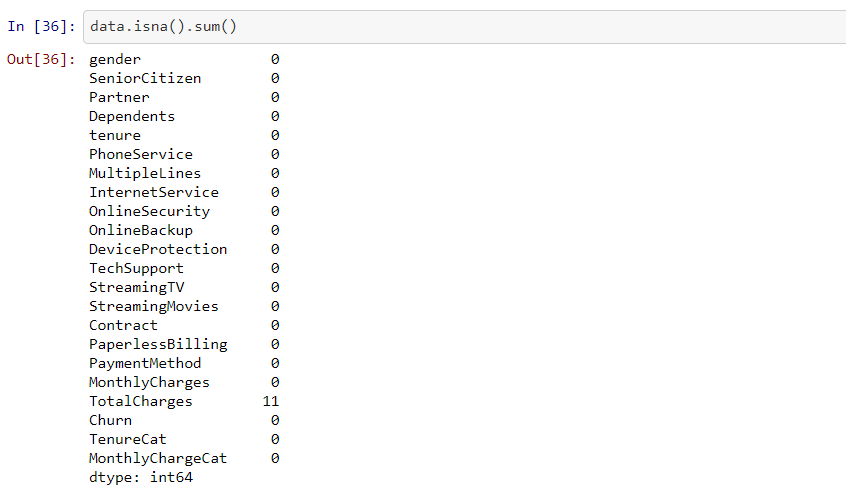 In [36]: data.isna().sum()
Out[36]: gender 0
SeniorCitizen 0
Partner 0
Dependents 0
tenure 0
PhoneService 0
MultipleLines 0
InternetService 0
OnlineSecurity 0
OnlineBackup 0
DeviceProtection 0
TechSupport 0
StreamingTV 0
StreamingMovies 0
Contract 0
PaperlessBilling 0
PaymentMethod 0
MonthlyCharges 0
TotalCharges 11
Churn 0
TenureCat 0
MonthlyChargeCat 0
dtype: int64